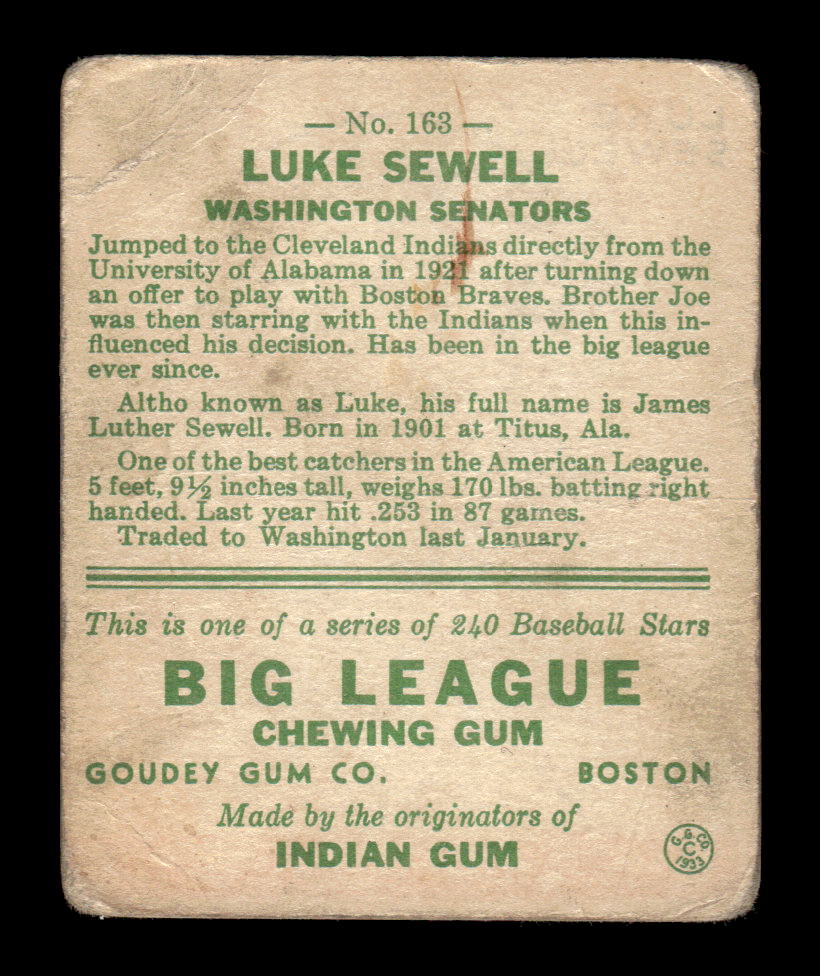 — No. 163 —
LUKE SEWELL
WASHINGTON SENATORS
Jumped to the Cleveland Indians directly from the
University of Alabama in 1921 after turning down
an offer to play with Boston Braves. Brother Joe
was then starring with the Indians when this in-
fluenced his decision. Has been in the big league
ever since.
Altho known as Luke, his full name is James
Luther Sewell. Born in 1901 at Titus, Ala.
One of the best catchers in the American League.
5 feet, 9½ inches tall, weighs 170 lbs. batting right
handed. Last year hit .253 in 87 games.
Traded to Washington last January.
This is one of a series of 240 Baseball Stars
BIG LEAGUE
CHEWING GUM
GOUDEY GUM CO. BOSTON
Made by the originators of
INDIAN GUM
G. G. CO.
C
1933